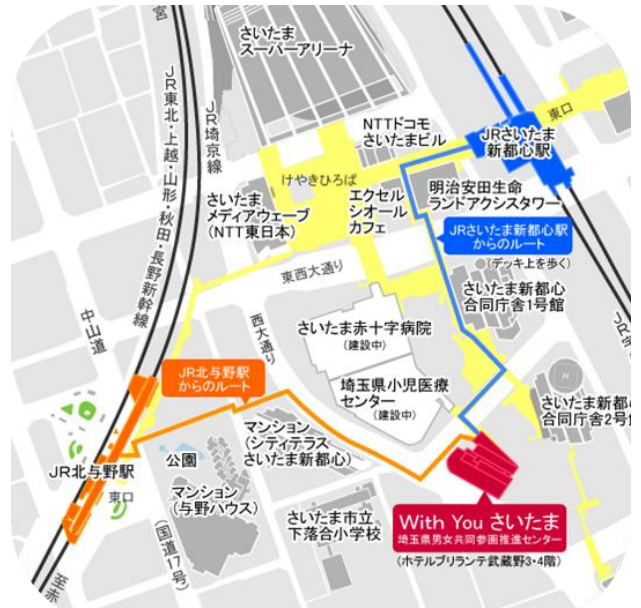 宮
さいたま
スーパーアリーナ
JR東北・上越・山形・秋田・長野新幹線
JR埼京線
NTTドコモ
さいたまビル
東口
JRさいたま
新都心駅
けやきひろば
さいたま
メディアウェーブ
(NTT東日本)
エクセル
シオール
カフェ
明治安田生命
ランドアクシスタワー
JRさいたま新都心駅
からのルート
(デッキ上を歩く)
東西大通り
さいたま新都心
合同庁舎1号館
中山道
西大通り
さいたま赤十字病院
(建設中)
JR北与野駅
からのルート
埼玉県小児医療
センター
(建設中)
さいたま新都心
合同庁舎2号館
マンション
(シティテラス
さいたま新都心)
公園
JR北与野駅
東口
マンション
(与野ハウス)
(国道17号)
さいたま市立
下落合小学校
With You さいたま
埼玉県男女共同参画推進センター
(ホテルブリランテ武蔵野3・4階)
至赤